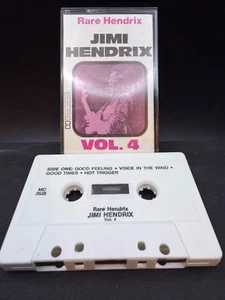 Rare Hendrix
JIMI
HENDRIX
VOL. 4
SIDE ONE: GOOD FEELING • VOICE IN THE WIND •
GOOD TIMES • HOT TRIGGER
MC
Rare Hendrix
JIMI HENDRIX
Vol. 4